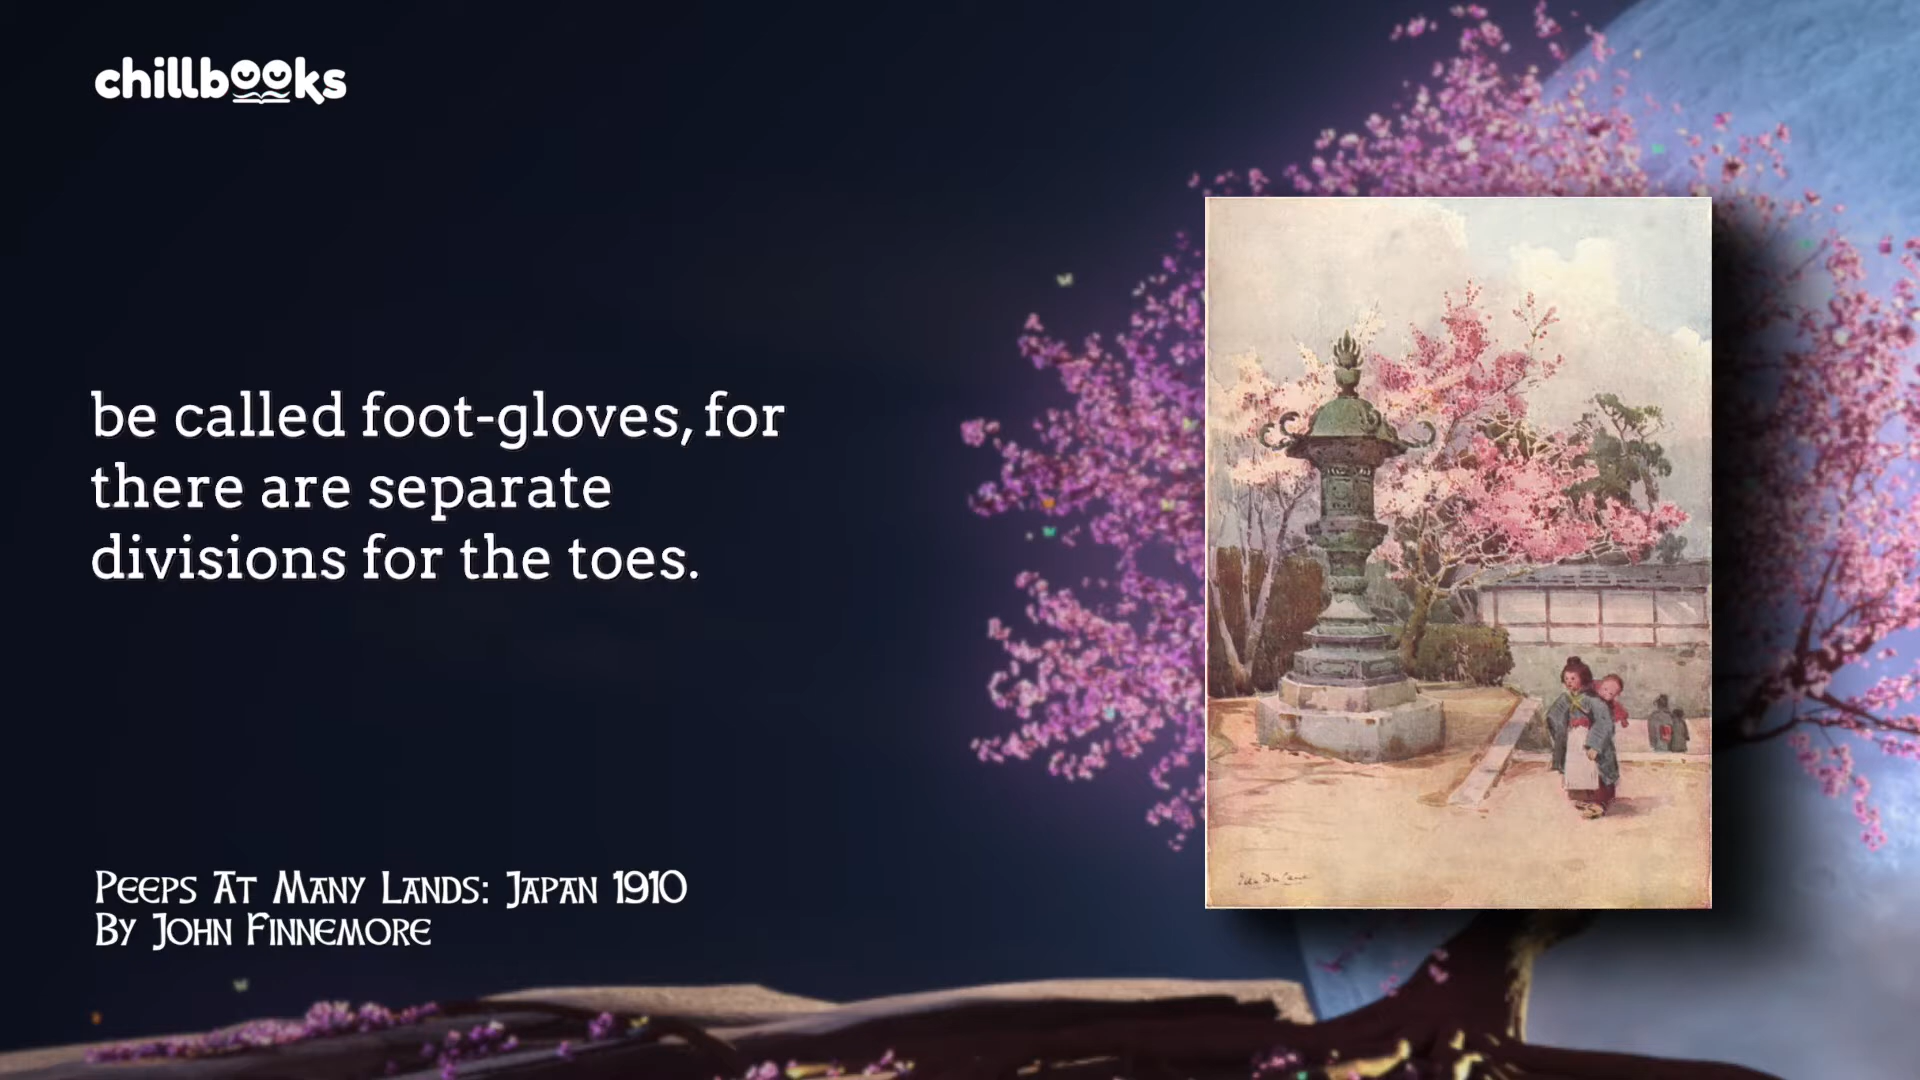 chillbooks
be called foot-gloves, for
there are separate
divisions for the toes.
Peeps At Many Lands: Japan 1910
By John Finnemore